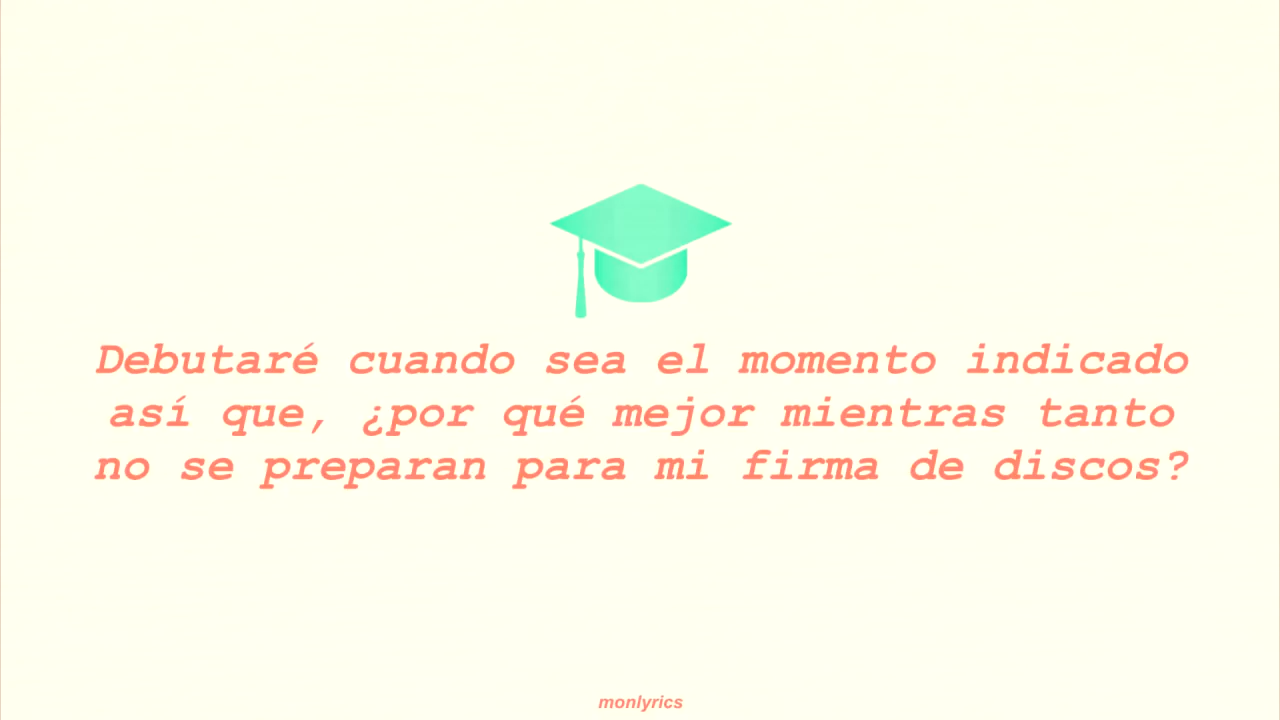 Debutaré cuando sea el momento indicado
así que, ¿por qué mejor mientras tanto
no se preparan para mi firma de discos?
monlyrics